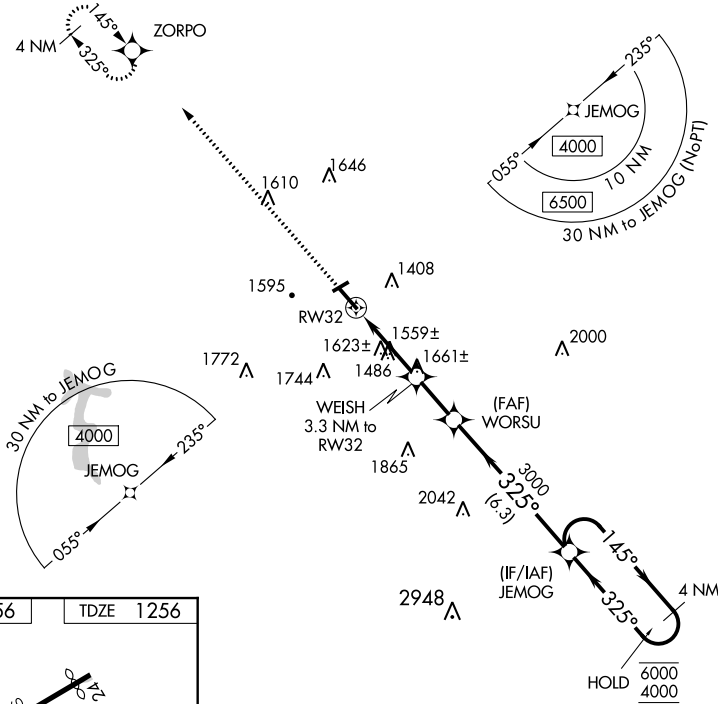 ZORPO
4 NM
145°
325°
235°
JEMOG
4000
055°
10 NM
6500
30 NM to JEMOG (NoPT)
1646
1610
1408
1595
RW32
1623±
1559±
2000
1772
1744
1486
1661±
30 NM to JEMOG
4000
235°
JEMOG
055°
WEISH
3.3 NM to
RW32
(FAF)
WORSU
1865
3000
325°
(6.3)
2042
145°
(IF/IAF)
JEMOG
4 NM
325°
2948
HOLD
6000
4000
TDZE 1256
24